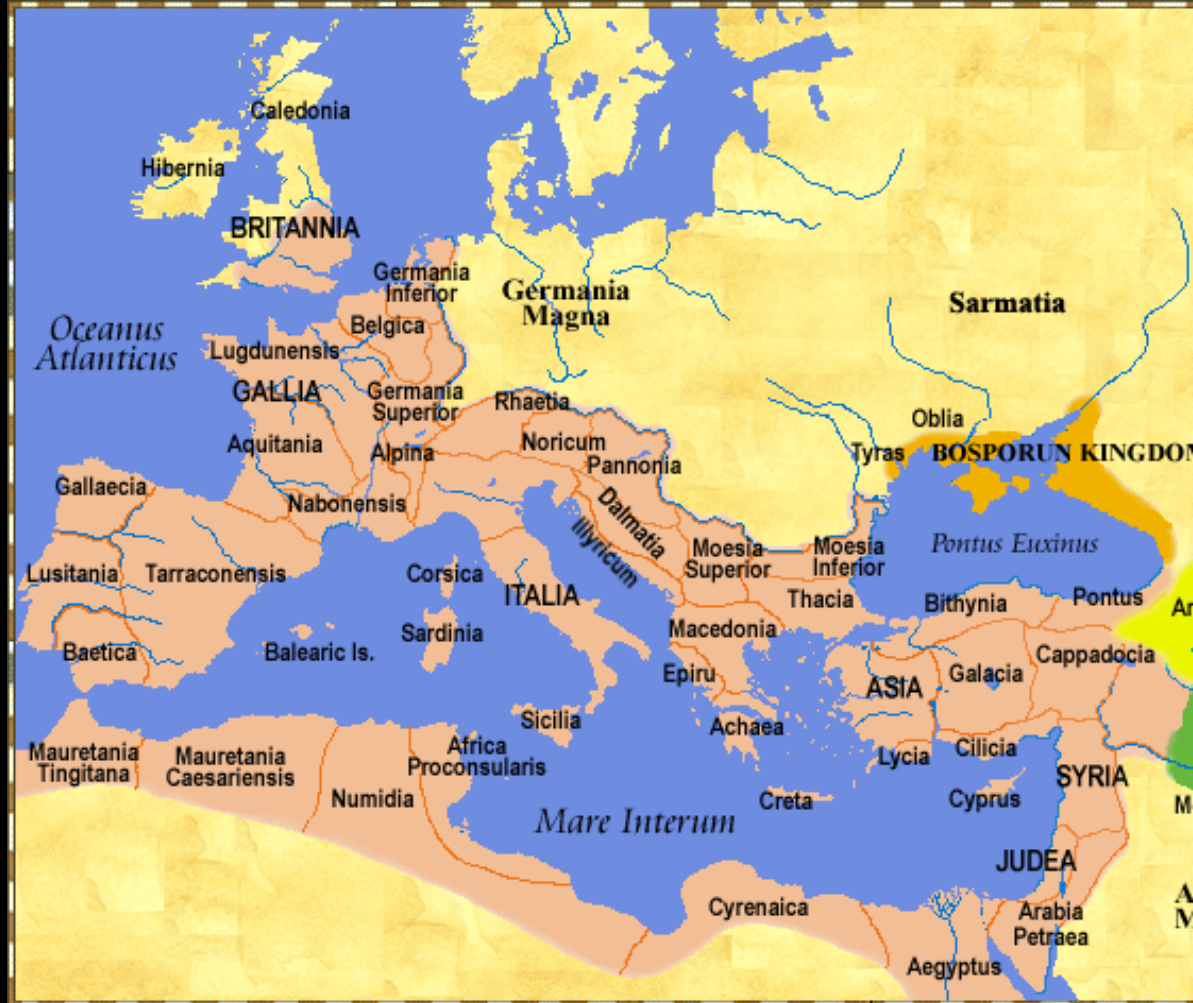 Caledonia
Hibernia
BRITANNIA
Germania
Inferior
Germania
Magna
Sarmatia
Oceanus
Atlanticus
Belgica
Lugdunensis
GALLIA
Germania
Superior
Rhaetia
Oblia
Aquitania
Alpina
Noricum
Pannonia
Tyras
BOSPORUN KINGDOM
Gallaecia
Nabonensis
Dalmatia
Illyricum
Moesia
Superior
Moesia
Inferior
Pontus Euxinus
Lusitania
Tarraconensis
Corsica
ITALIA
Thacia
Bithynia
Pontus
Ar
Baetica
Balearic Is.
Sardinia
Macedonia
Epiru
ASIA
Galacia
Cappadocia
Sicilia
Achaea
Lycia
Cilicia
SYRIA
Mauretania
Tingitana
Mauretania
Caesariensis
Numidia
Africa
Proconsularis
Mare Interum
Creta
Cyprus
M
JUDEA
Cyrenaica
Arabia
Petraea
A
M
Aegyptus